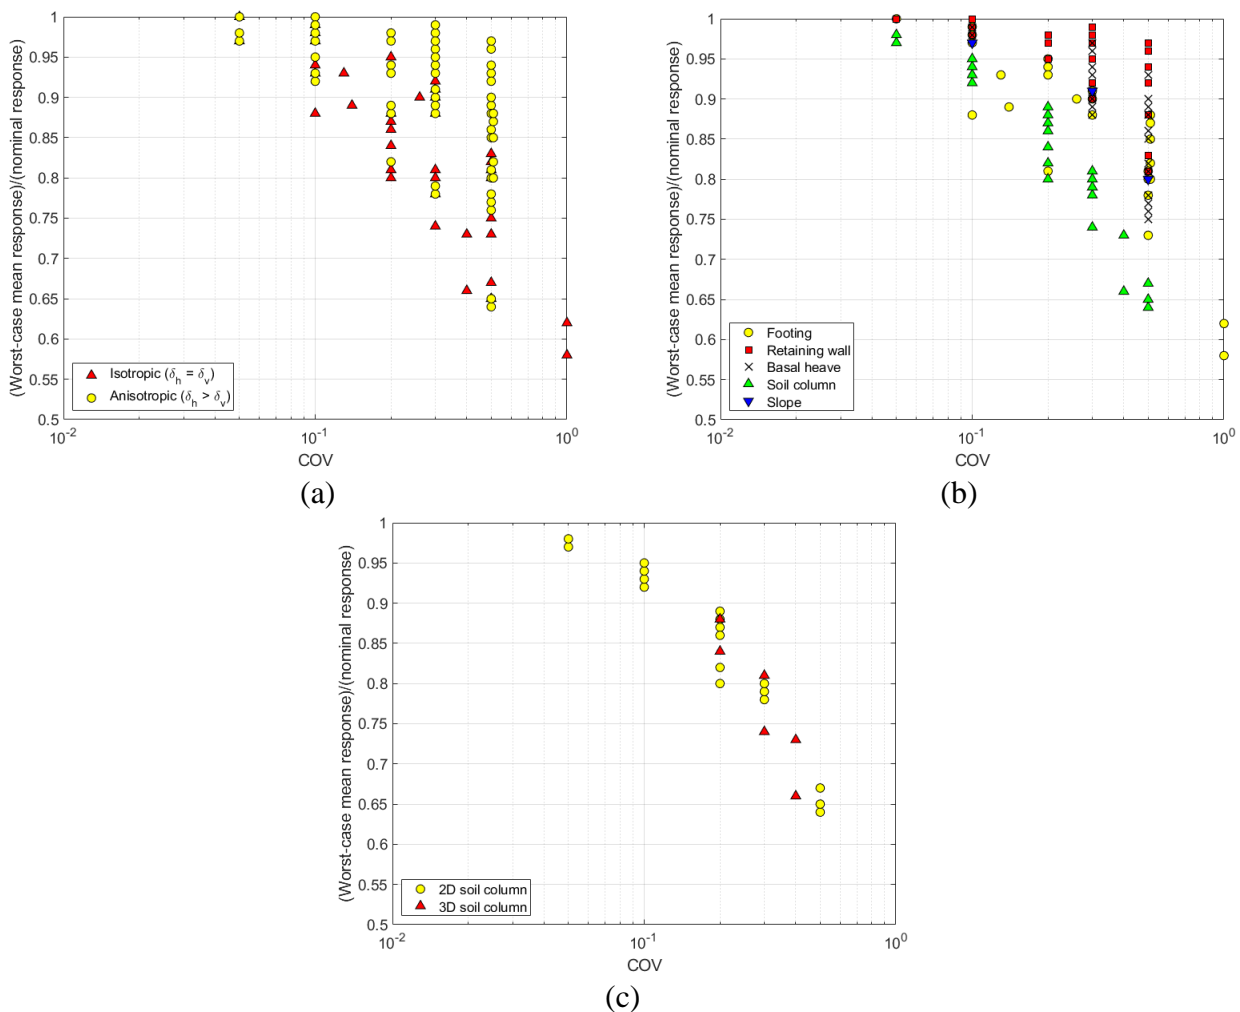 (Worst-case mean response)/(nominal response)
1
0.95
0.9
0.85
0.8
0.75
0.7
0.65
0.6
0.55
0.5
Isotropic (δh = δv)
Anisotropic (δh > δv)
10-2
10-1
100
COV
(a)
(Worst-case mean response)/(nominal response)
1
0.95
0.9
0.85
0.8
0.75
0.7
0.65
0.6
0.55
0.5
Footing
Retaining wall
Basal heave
Soil column
Slope
10-2
10-1
100
COV
(b)
(Worst-case mean response)/(nominal response)
1
0.95
0.9
0.85
0.8
0.75
0.7
0.65
0.6
0.55
0.5
2D soil column
3D soil column
10-2
10-1
100
COV
(c)